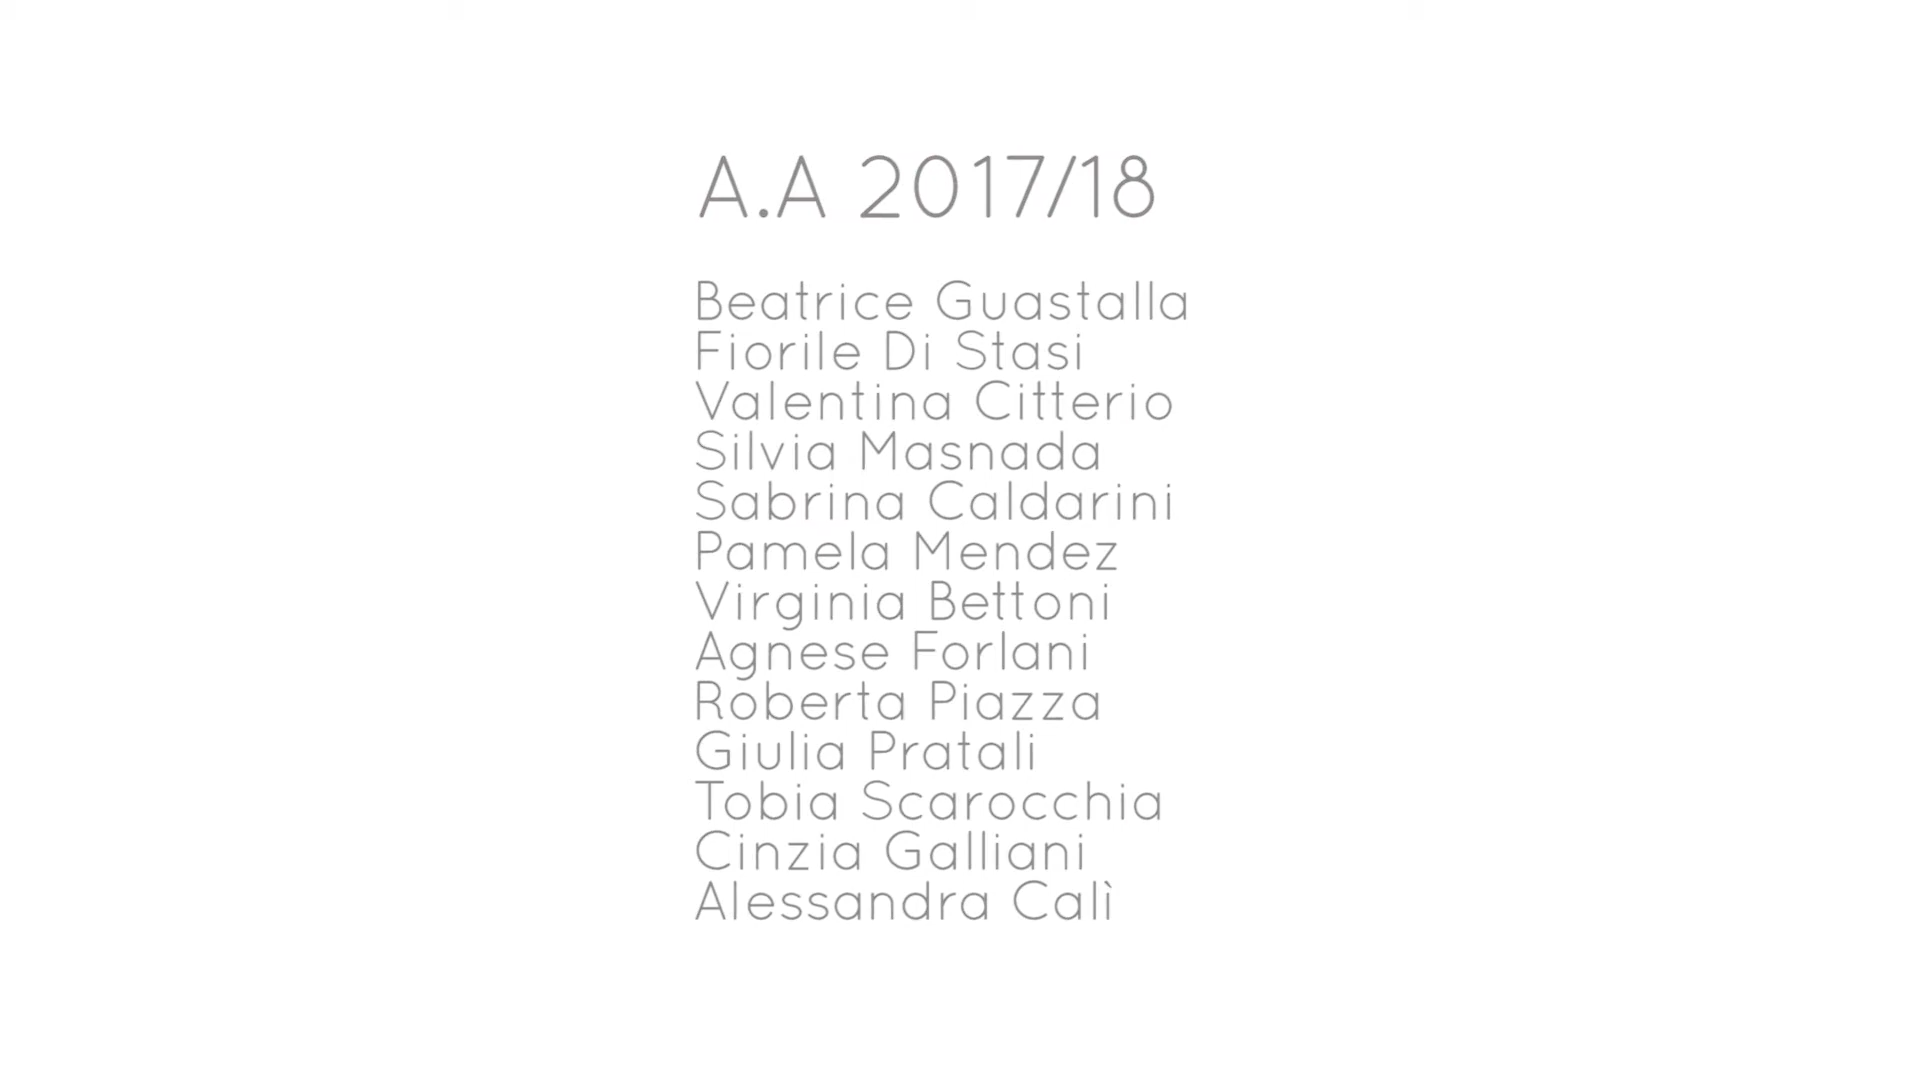 A.A 2017/18
Beatrice Guastalla
Fiorile Di Stasi
Valentina Citterio
Silvia Masnada
Sabrina Caldarini
Pamela Mendez
Virginia Bettoni
Agnese Forlani
Roberta Piazza
Giulia Pratali
Tobia Scarocchia
Cinzia Galliani
Alessandra Calì